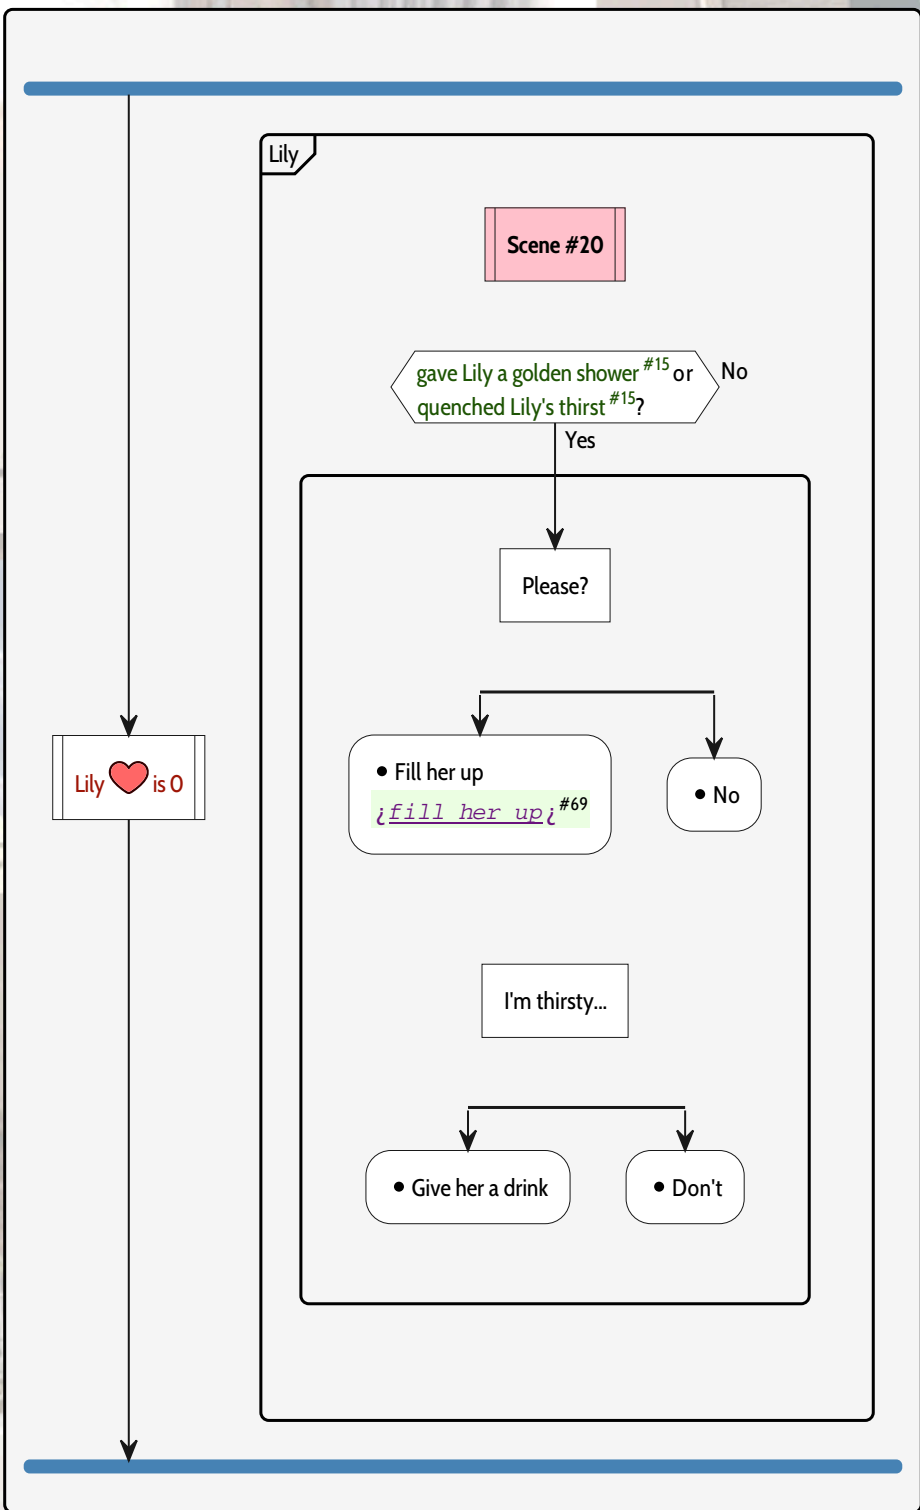 Lily
Scene #20
gave Lily a golden shower #15 or
quenched Lily's thirst #15?
No
Yes
Please?
• Fill her up
¿fill her up¿#69
• No
Lily ❤ is 0
I'm thirsty...
• Give her a drink
• Don't